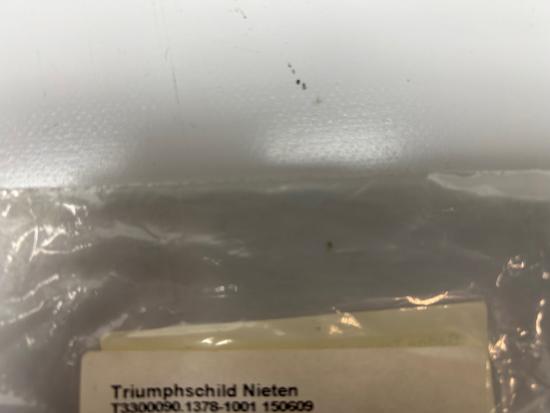 Triumphschild Nieten
T3300090.1378-1001 150609